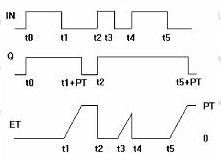 IN
t0 t1 t2 t3 t4 t5
Q
t0 t1+PT t2 t5+PT
PT
ET
0
t1 t2 t3 t4 t5